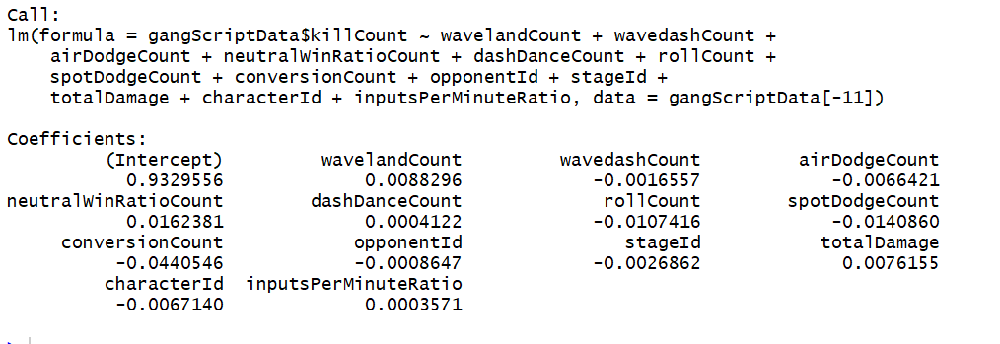 Call:
lm(formula = gangScriptData$killCount ~ wavelandCount + wavedashCount +
airDodgeCount + neutralWinRatioCount + dashDanceCount + rollCount +
spotDodgeCount + conversionCount + opponentId + stageId +
totalDamage + characterId + inputsPerMinuteRatio, data = gangScriptData[-11])
Coefficients:
(Intercept) wavelandCount wavedashCount airDodgeCount
0.9329556 0.0088296 -0.0016557 -0.0066421
neutralWinRatioCount dashDanceCount rollCount spotDodgeCount
0.0162381 0.0004122 -0.0107416 -0.0140860
conversionCount opponentId stageId totalDamage
-0.0440546 -0.0008647 -0.0026862 0.0076155
characterId inputsPerMinuteRatio
-0.0067140 0.0003571